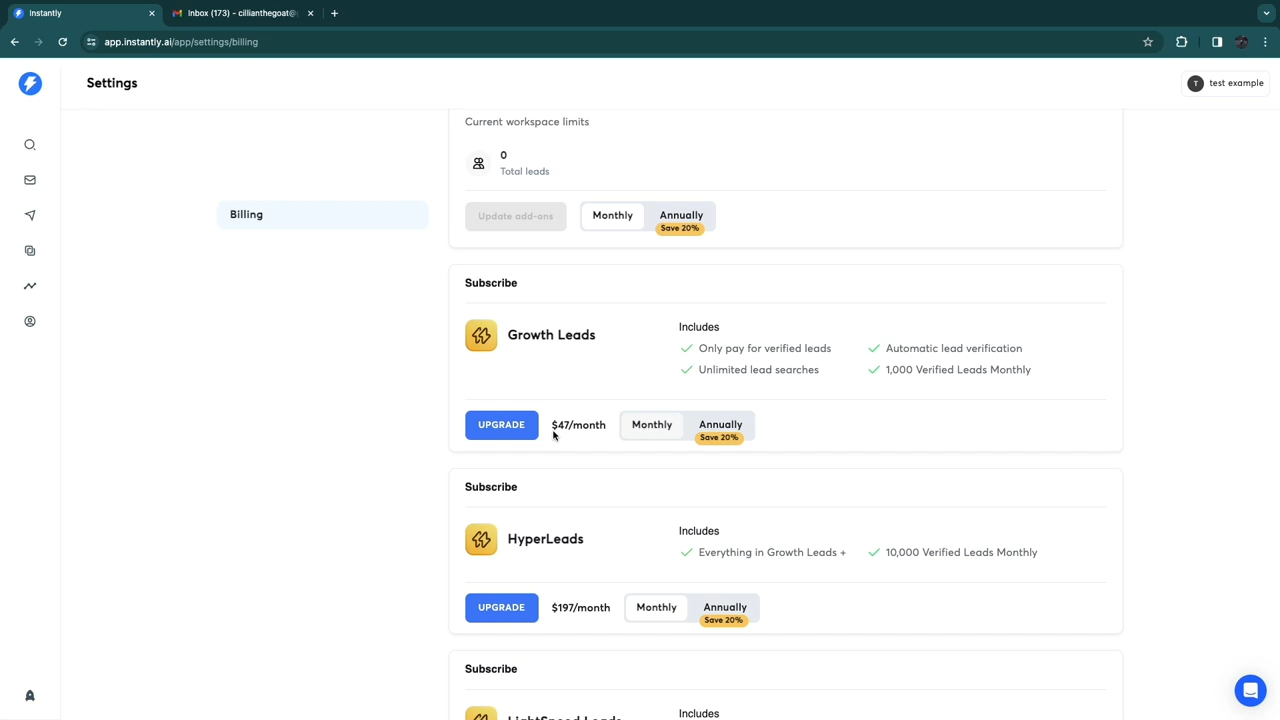 Instantly
Inbox (173) - cillianthegoat@
app.instantly.ai/app/settings/billing
Settings
T test example
Current workspace limits
0
Total leads
Billing
Update add-ons
Monthly
Annually
Save 20%
Subscribe
Growth Leads
Includes
Only pay for verified leads
Automatic lead verification
Unlimited lead searches
1,000 Verified Leads Monthly
UPGRADE
$47/month
Monthly
Annually
Save 20%
Subscribe
HyperLeads
Includes
Everything in Growth Leads +
10,000 Verified Leads Monthly
UPGRADE
$197/month
Monthly
Annually
Save 20%
Subscribe
LightSpeed Leads
Includes